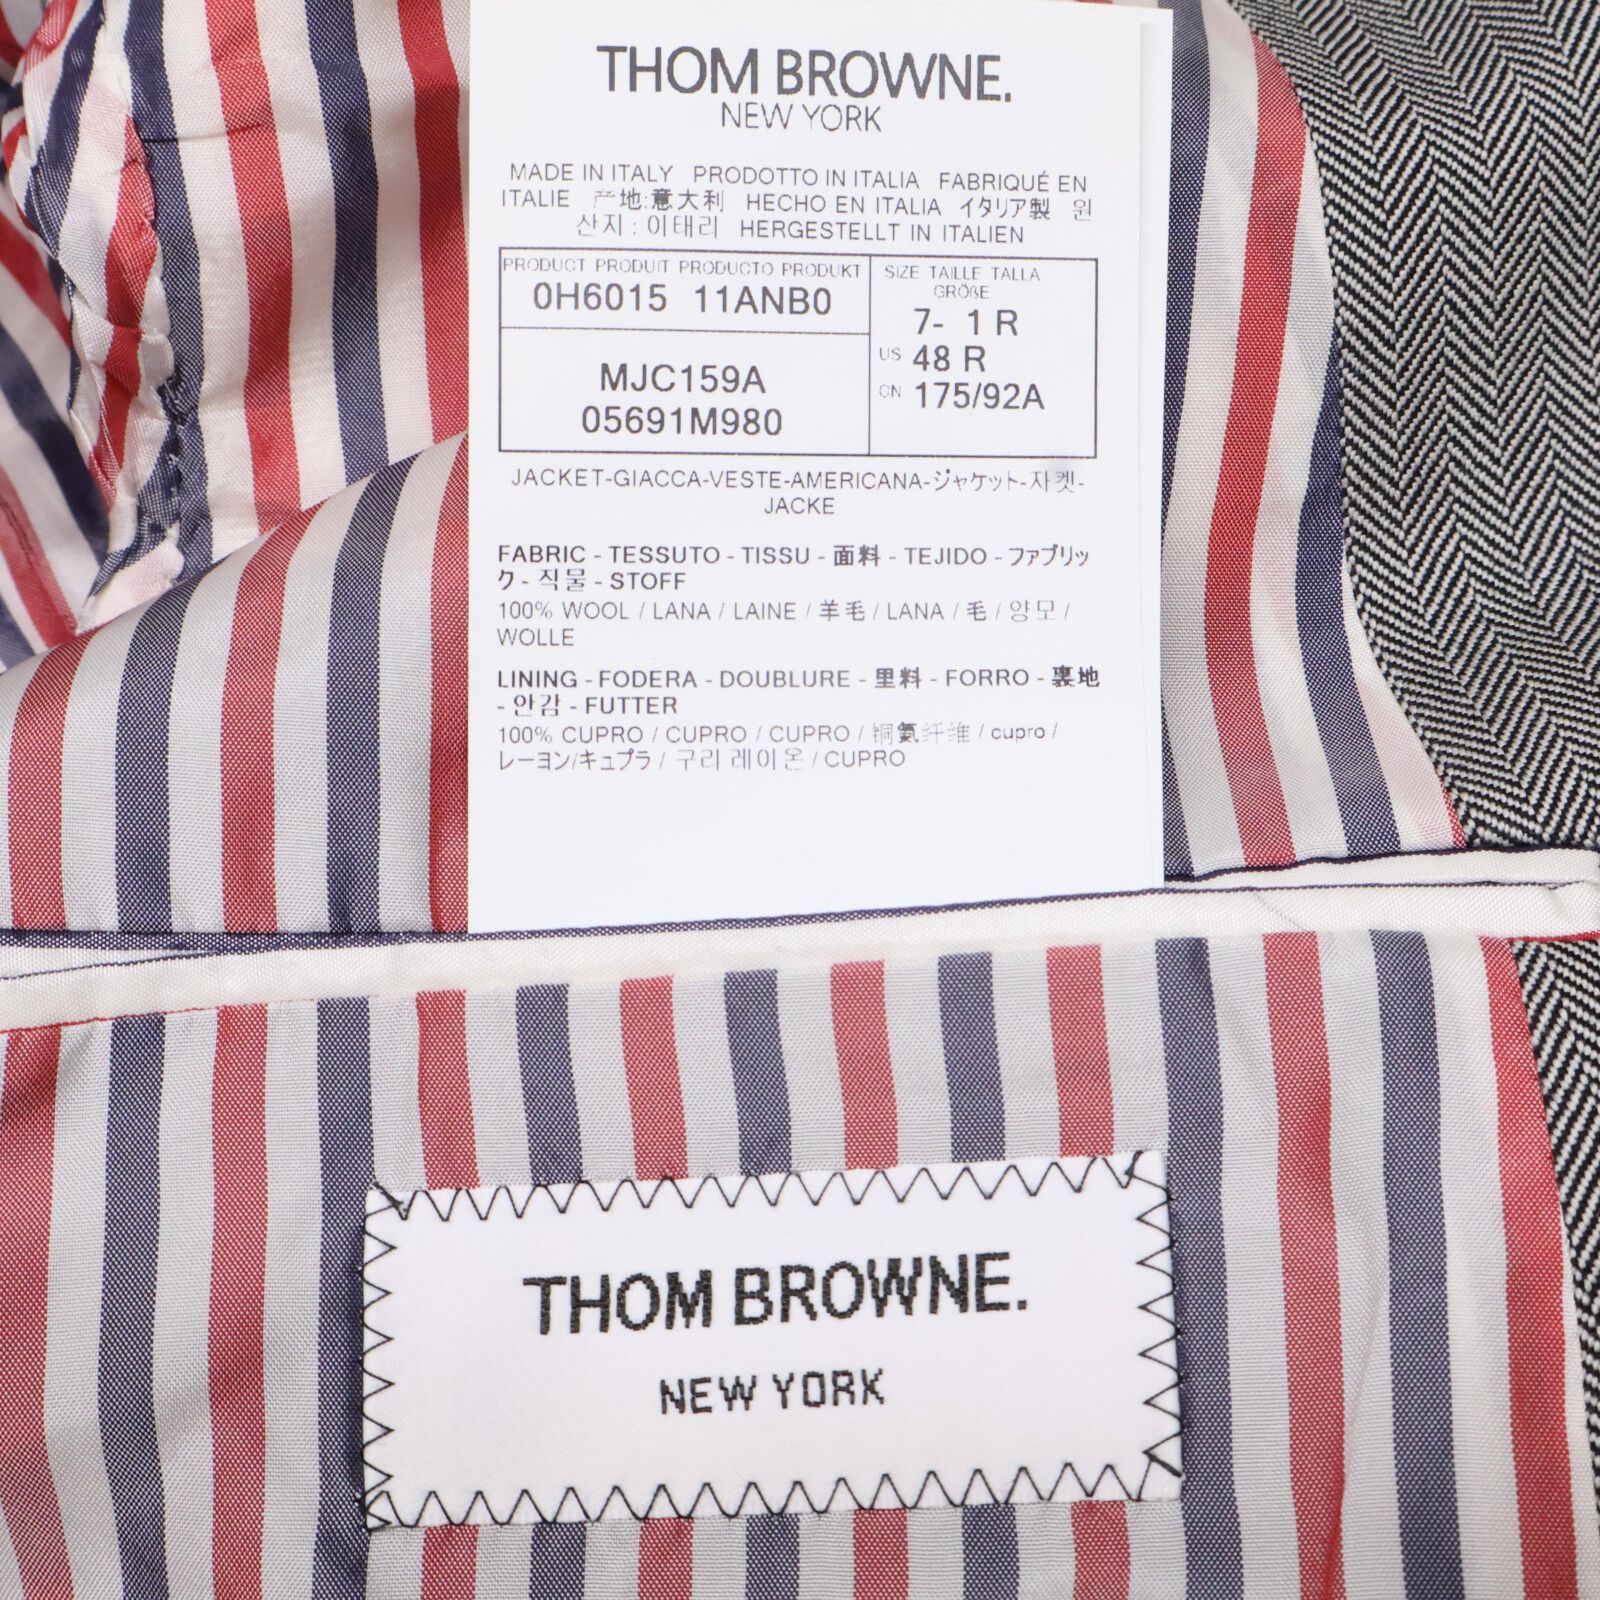 THOM BROWNE.
NEW YORK
MADE IN ITALY PRODOTTO IN ITALIA FABRIQUÉ EN
ITALIE 产地:意大利 HECHO EN ITALIA イタリア製 원
산지 : 이태리 HERGESTELLT IN ITALIEN
PRODUCT PRODUIT PRODUCTO PRODUKT
0H6015 11ANB0
MJC159A
05691M980
SIZE TAILLE TALLA
GRÖßE
7- 1 R
US 48 R
CN 175/92A
JACKET-GIACCA-VESTE-AMERICANA-ジャケット-자켓-
JACKE
FABRIC - TESSUTO - TISSU - 面料 - TEJIDO - ファブリッ
ク - 직물 - STOFF
100% WOOL / LANA / LAINE / 羊毛 / LANA / 毛 / 양모 /
WOLLE
LINING - FODERA - DOUBLURE - 里料 - FORRO - 裏地
- 안감 - FUTTER
100% CUPRO / CUPRO / CUPRO / 铜氨纤维 / cupro /
レーヨン/キュプラ / 구리 레이온 / CUPRO
THOM BROWNE.
NEW YORK